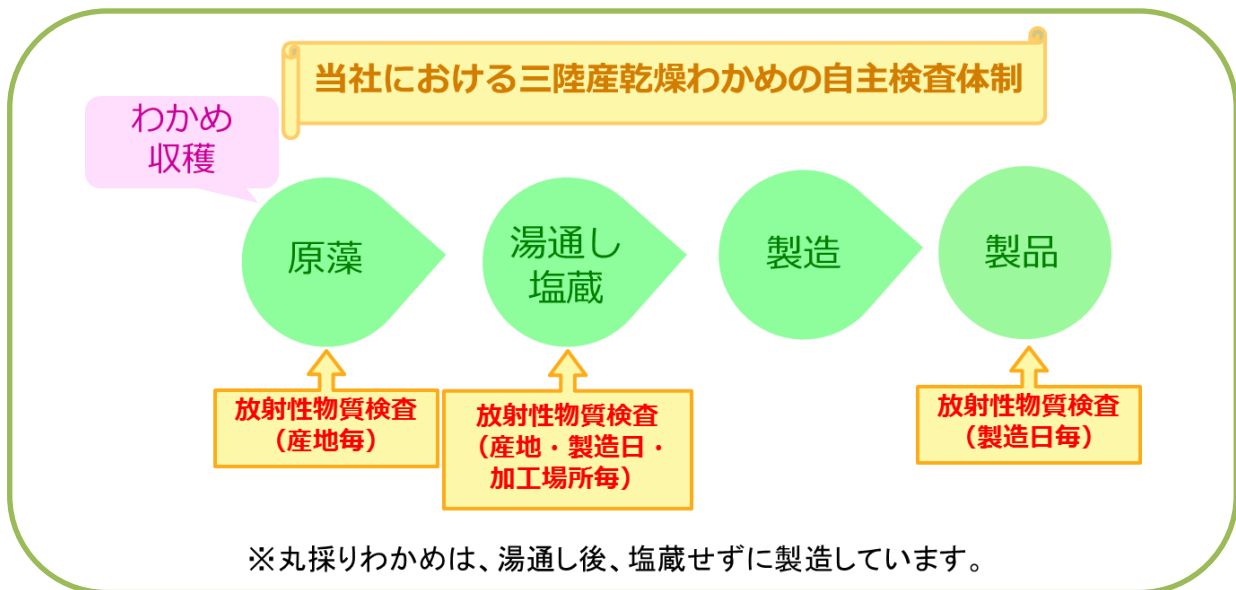 当社における三陸産乾燥わかめの自主検査体制
わかめ
収穫
原藻
湯通し
塩蔵
製造
製品
放射性物質検査
（産地毎）
放射性物質検査
（産地・製造日・
加工場所毎）
放射性物質検査
（製造日毎）
※丸採りわかめは、湯通し後、塩蔵せずに製造しています。